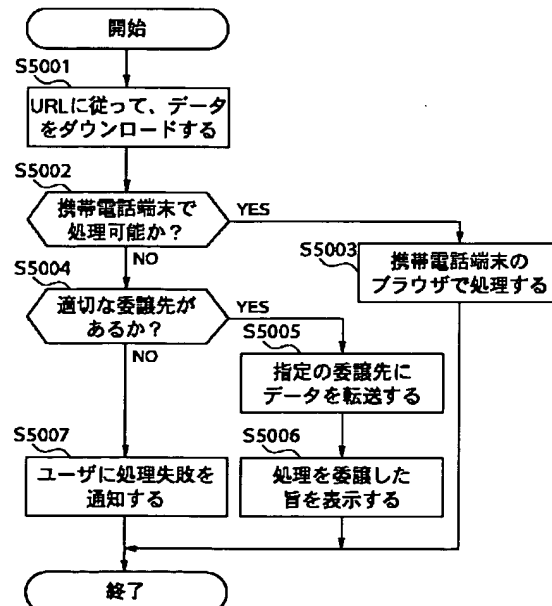 開始
S5001
URLに従って、データ
をダウンロードする
S5002
携帯電話端末で
処理可能か？
YES
NO
S5003
携帯電話端末の
ブラウザで処理する
S5004
適切な委譲先が
あるか？
YES
NO
S5005
指定の委譲先に
データを転送する
S5006
処理を委譲した
旨を表示する
S5007
ユーザに処理失敗を
通知する
終了